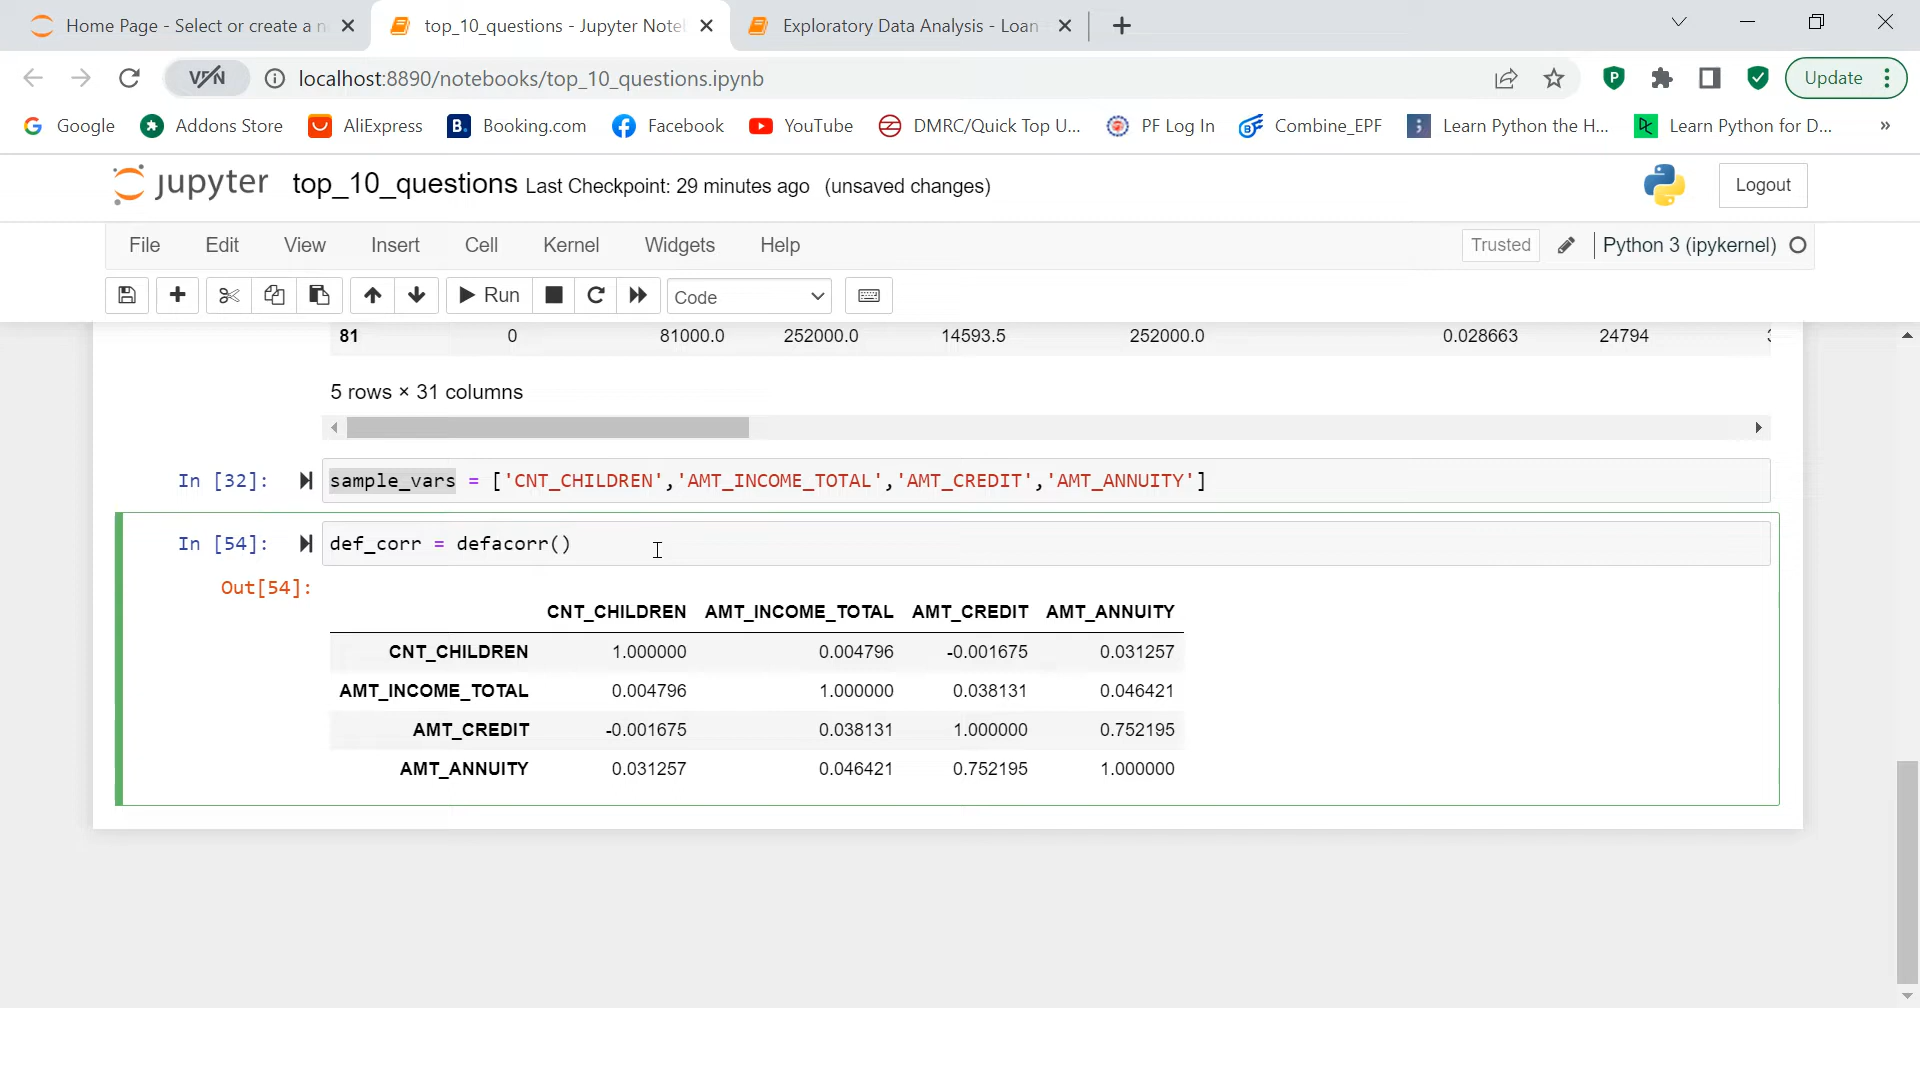 Home Page - Select or create a n
top_10_questions - Jupyter Note
Exploratory Data Analysis - Loan
VPN
localhost:8890/notebooks/top_10_questions.ipynb
Update
Google
Addons Store
AliExpress
Booking.com
Facebook
YouTube
DMRC/Quick Top U...
PF Log In
Combine_EPF
Learn Python the H...
Learn Python for D...
»
jupyter top_10_questions Last Checkpoint: 29 minutes ago (unsaved changes)
Logout
File Edit View Insert Cell Kernel Widgets Help
Trusted
Python 3 (ipykernel)
Run
Code
81 0 81000.0 252000.0 14593.5 252000.0 0.028663 24794
5 rows × 31 columns
In [32]: sample_vars = ['CNT_CHILDREN','AMT_INCOME_TOTAL','AMT_CREDIT','AMT_ANNUITY']
In [54]: def_corr = defacorr()
Out[54]:
CNT_CHILDREN AMT_INCOME_TOTAL AMT_CREDIT AMT_ANNUITY
CNT_CHILDREN 1.000000 0.004796 -0.001675 0.031257
AMT_INCOME_TOTAL 0.004796 1.000000 0.038131 0.046421
AMT_CREDIT -0.001675 0.038131 1.000000 0.752195
AMT_ANNUITY 0.031257 0.046421 0.752195 1.000000